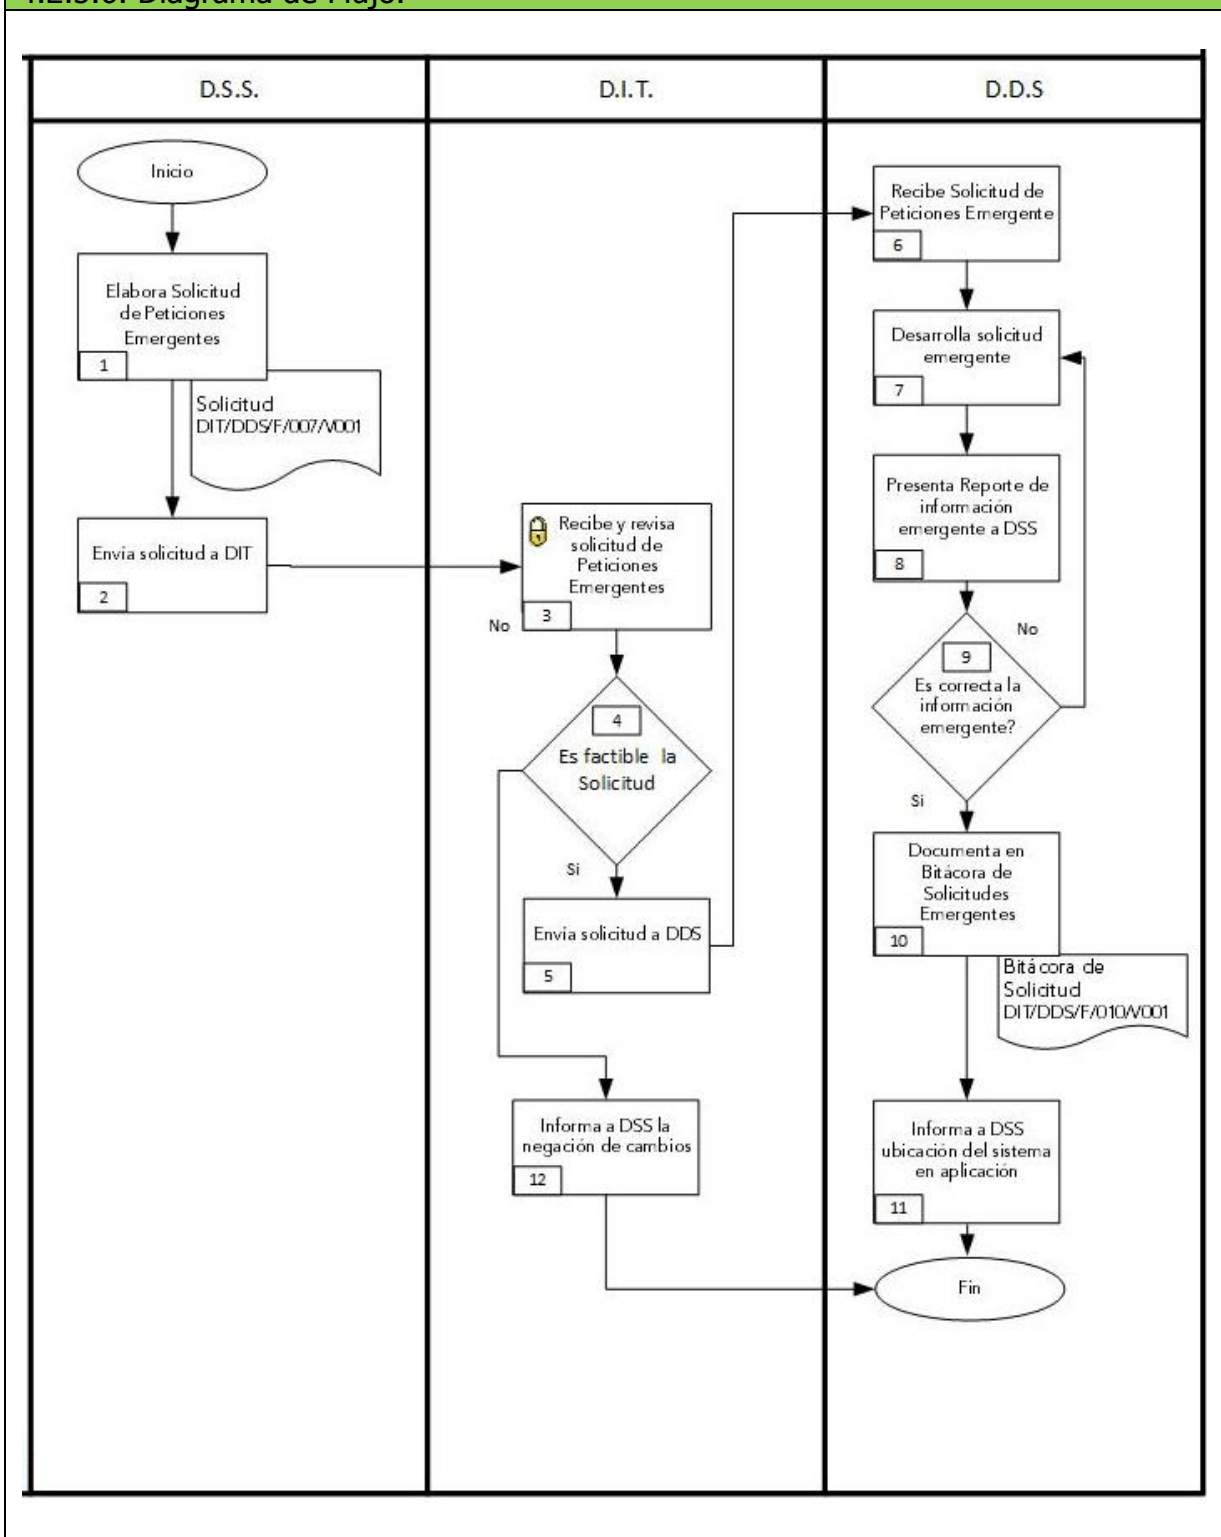 4.2.3.6. Diagrama de Flujo.
D.S.S.
D.I.T.
D.D.S
Inicio
Elabora Solicitud
de Peticiones
Emergentes
1
Solicitud
DIT/DDS/F/007/V001
Envía solicitud a DIT
2
Recibe y revisa
solicitud de
Peticiones
Emergentes
3
No
4
Es factible la
Solicitud
Si
Envía solicitud a DDS
5
Informa a DSS la
negación de cambios
12
Recibe Solicitud de
Peticiones Emergente
6
Desarrolla solicitud
emergente
7
Presenta Reporte de
información
emergente a DSS
8
No
9
Es correcta la
información
emergente?
Si
Documenta en
Bitácora de
Solicitudes
Emergentes
10
Bitácora de
Solicitud
DIT/DDS/F/010/V001
Informa a DSS
ubicación del sistema
en aplicación
11
Fin